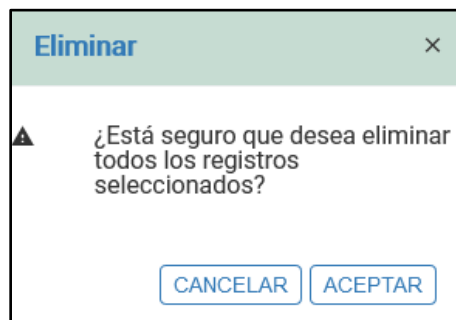 Eliminar
¿Está seguro que desea eliminar
todos los registros
seleccionados?
CANCELAR ACEPTAR